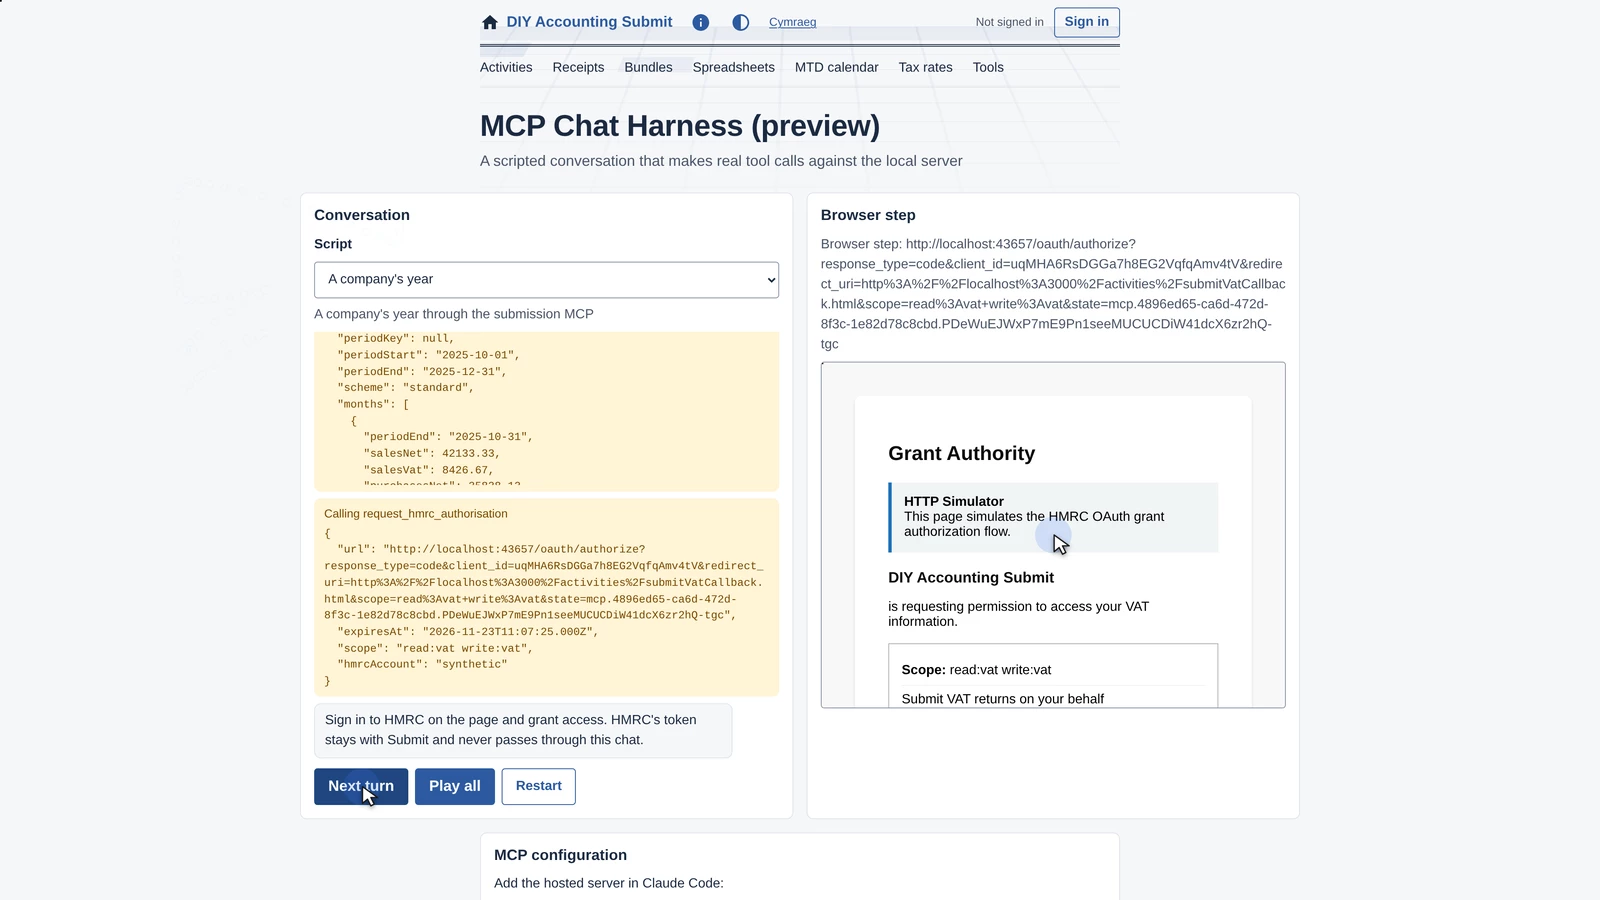 DIY Accounting Submit
Cymraeg
Not signed in
Sign in
Activities
Receipts
Bundles
Spreadsheets
MTD calendar
Tax rates
Tools
MCP Chat Harness (preview)
A scripted conversation that makes real tool calls against the local server
Conversation
Script
A company's year
A company's year through the submission MCP
"periodKey": null,
"periodStart": "2025-10-01",
"periodEnd": "2025-12-31",
"scheme": "standard",
"months": [
{
"periodEnd": "2025-10-31",
"salesNet": 42133.33,
"salesVat": 8426.67,
Calling request_hmrc_authorisation
{
"url": "http://localhost:43657/oauth/authorize?
response_type=code&client_id=uqMHA6RsDGGa7h8EG2VqfqAmv4tV&redirect_
uri=http%3A%2F%2Flocalhost%3A3000%2Factivities%2FsubmitVatCallback.
html&scope=read%3Avat+write%3Avat&state=mcp.4896ed65-ca6d-472d-
8f3c-1e82d78c8cbd.PDeWuEJWxP7mE9Pn1seeMUCUCDiW41dcX6zr2hQ-tgc",
"expiresAt": "2026-11-23T11:07:25.000Z",
"scope": "read:vat write:vat",
"hmrcAccount": "synthetic"
}
Sign in to HMRC on the page and grant access. HMRC's token
stays with Submit and never passes through this chat.
Next turn
Play all
Restart
Browser step
Browser step: http://localhost:43657/oauth/authorize?
response_type=code&client_id=uqMHA6RsDGGa7h8EG2VqfqAmv4tV&redire
ct_uri=http%3A%2F%2Flocalhost%3A3000%2Factivities%2FsubmitVatCallbac
k.html&scope=read%3Avat+write%3Avat&state=mcp.4896ed65-ca6d-472d-
8f3c-1e82d78c8cbd.PDeWuEJWxP7mE9Pn1seeMUCUCDiW41dcX6zr2hQ-
tgc
Grant Authority
HTTP Simulator
This page simulates the HMRC OAuth grant
authorization flow.
DIY Accounting Submit
is requesting permission to access your VAT
information.
Scope: read:vat write:vat
Submit VAT returns on your behalf
MCP configuration
Add the hosted server in Claude Code: